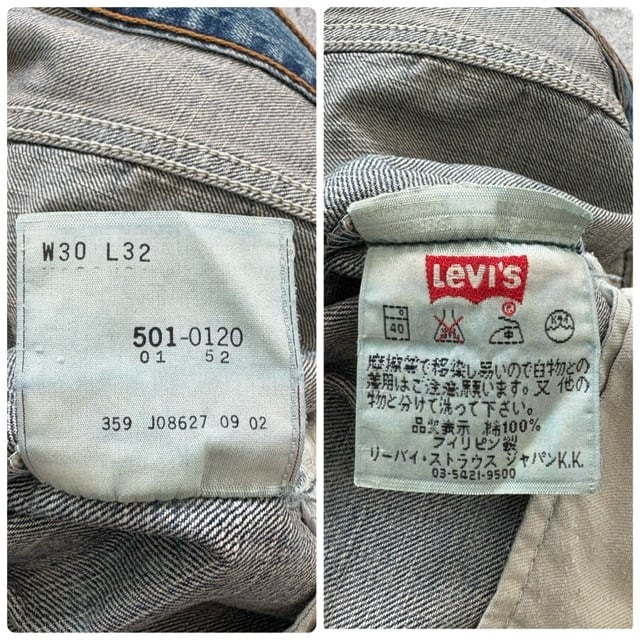 W30 L32
501-0120
01 52
359 J08627 09 02
LEVI'S
R
40
中
摩擦等で移染し易いので白物との
着用はご注意願います。又 他の
物と分けて洗って下さい。
品質表示 綿100%
フィリピン製
リーバイ・ストラウス ジャパンK.K.
03-5421-9500